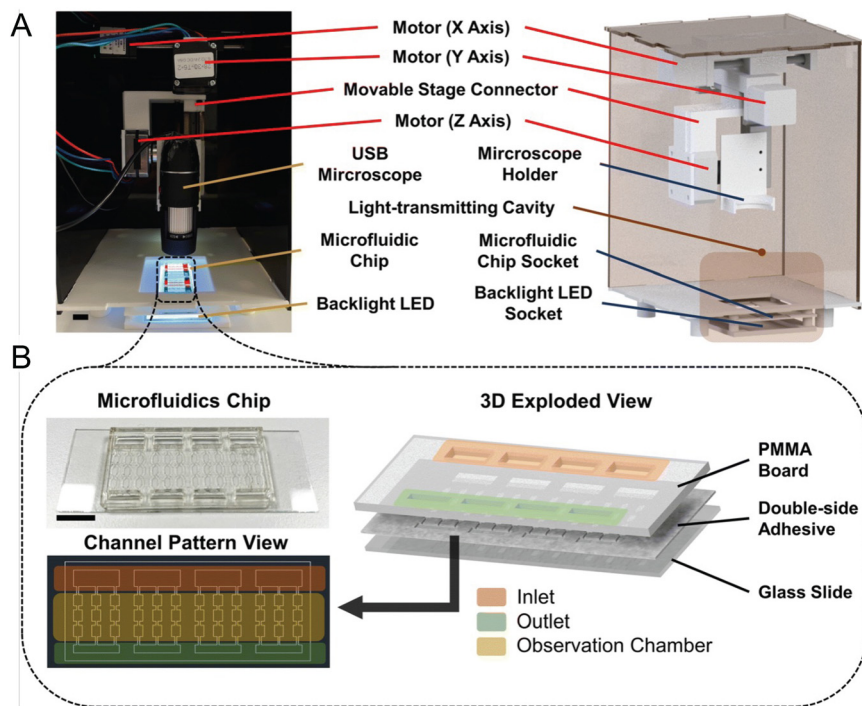 A
Motor (X Axis)
Motor (Y Axis)
Movable Stage Connector
Motor (Z Axis)
USB
Mircroscope
Mircroscope
Holder
Light-transmitting Cavity
Microfluidic
Chip
Microfluidic
Chip Socket
Backlight LED
Backlight LED
Socket
B
Microfluidics Chip
3D Exploded View
PMMA
Board
Double-side
Adhesive
Glass Slide
Channel Pattern View
Inlet
Outlet
Observation Chamber